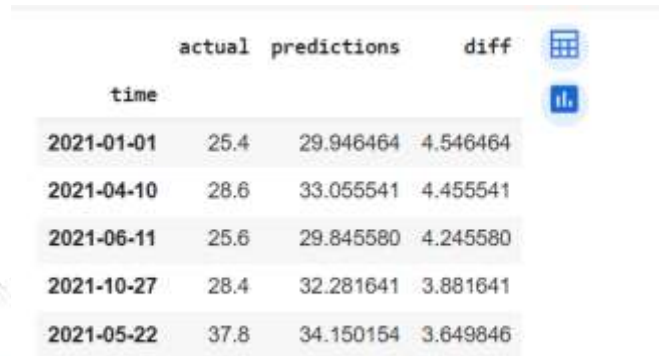 actual predictions diff
time
2021-01-01 25.4 29.946464 4.546464
2021-04-10 28.6 33.055541 4.455541
2021-06-11 25.6 29.845580 4.245580
2021-10-27 28.4 32.281641 3.881641
2021-05-22 37.8 34.150154 3.649846